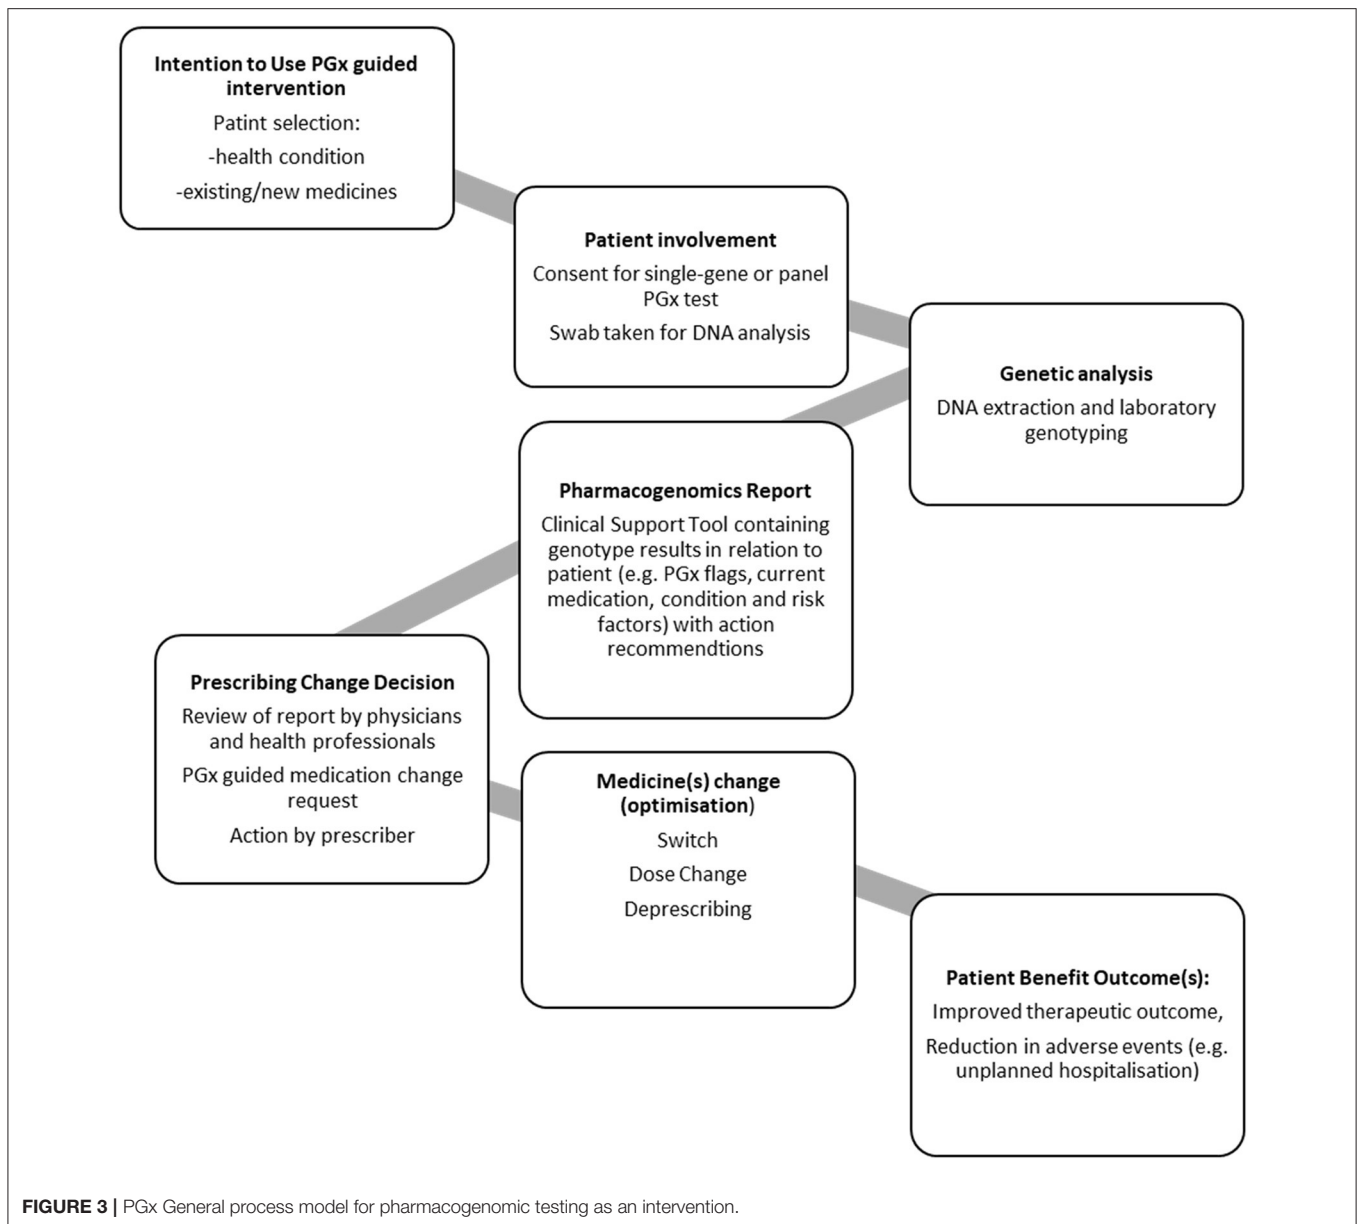 Intention to Use PGx guided
intervention
Patint selection:
-health condition
-existing/new medicines
Patient involvement
Consent for single-gene or panel
PGx test
Swab taken for DNA analysis
Genetic analysis
DNA extraction and laboratory
genotyping
Pharmacogenomics Report
Clinical Support Tool containing
genotype results in relation to
patient (e.g. PGx flags, current
medication, condition and risk
factors) with action
recommendtions
Prescribing Change Decision
Review of report by physicians
and health professionals
PGx guided medication change
request
Action by prescriber
Medicine(s) change
(optimisation)
Switch
Dose Change
Deprescribing
Patient Benefit Outcome(s):
Improved therapeutic outcome,
Reduction in adverse events (e.g.
unplanned hospitalisation)
FIGURE 3 | PGx General process model for pharmacogenomic testing as an intervention.